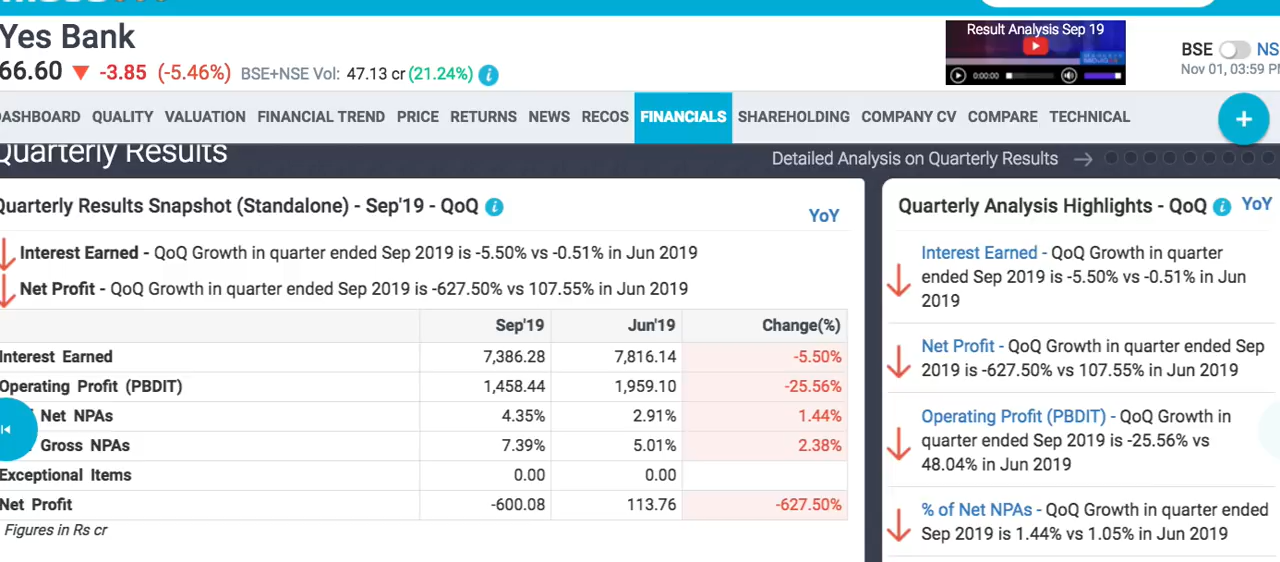 Yes Bank
66.60 ▼ -3.85 (-5.46%) BSE+NSE Vol: 47.13 cr (21.24%) i
Result Analysis Sep 19
0:00:00
BSE NS
Nov 01, 03:59 P
DASHBOARD QUALITY VALUATION FINANCIAL TREND PRICE RETURNS NEWS RECOS FINANCIALS SHAREHOLDING COMPANY CV COMPARE TECHNICAL
+
Quarterly Results
Detailed Analysis on Quarterly Results →
Quarterly Results Snapshot (Standalone) - Sep'19 - QoQ i
YoY
Interest Earned - QoQ Growth in quarter ended Sep 2019 is -5.50% vs -0.51% in Jun 2019
Net Profit - QoQ Growth in quarter ended Sep 2019 is -627.50% vs 107.55% in Jun 2019
Sep'19 Jun'19 Change(%)
Interest Earned 7,386.28 7,816.14 -5.50%
Operating Profit (PBDIT) 1,458.44 1,959.10 -25.56%
Net NPAs 4.35% 2.91% 1.44%
Gross NPAs 7.39% 5.01% 2.38%
Exceptional Items 0.00 0.00
Net Profit -600.08 113.76 -627.50%
Figures in Rs cr
Quarterly Analysis Highlights - QoQ i YoY
Interest Earned - QoQ Growth in quarter
ended Sep 2019 is -5.50% vs -0.51% in Jun
2019
Net Profit - QoQ Growth in quarter ended Sep
2019 is -627.50% vs 107.55% in Jun 2019
Operating Profit (PBDIT) - QoQ Growth in
quarter ended Sep 2019 is -25.56% vs
48.04% in Jun 2019
% of Net NPAs - QoQ Growth in quarter ended
Sep 2019 is 1.44% vs 1.05% in Jun 2019